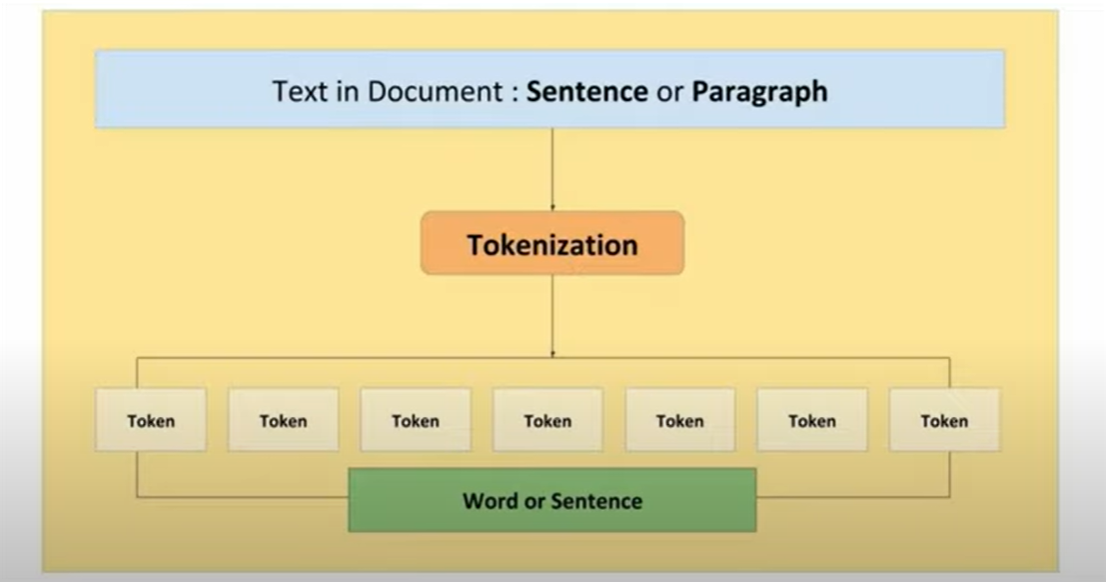 Text in Document : Sentence or Paragraph
Tokenization
Token Token Token Token Token Token Token
Word or Sentence